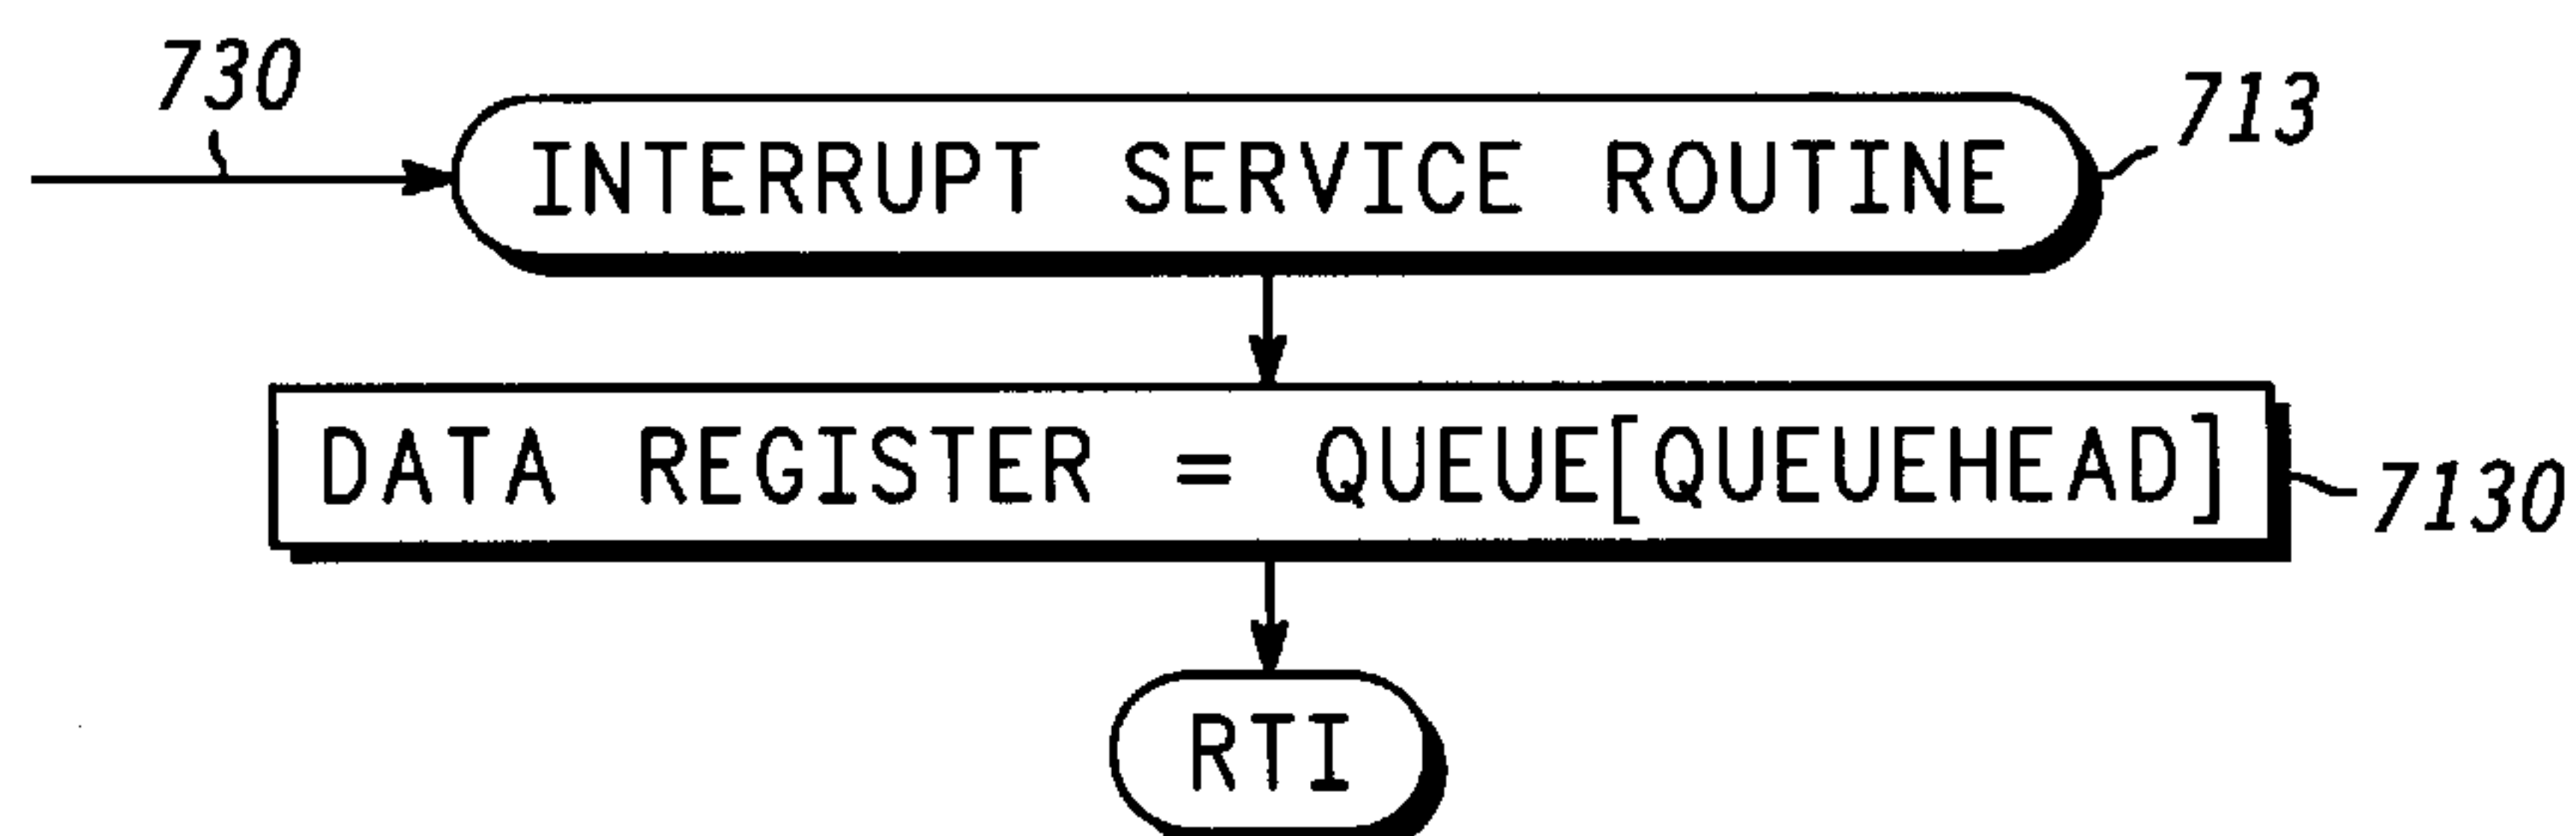 730
INTERRUPT SERVICE ROUTINE
713
DATA REGISTER = QUEUE[QUEUEHEAD]
7130
RTI